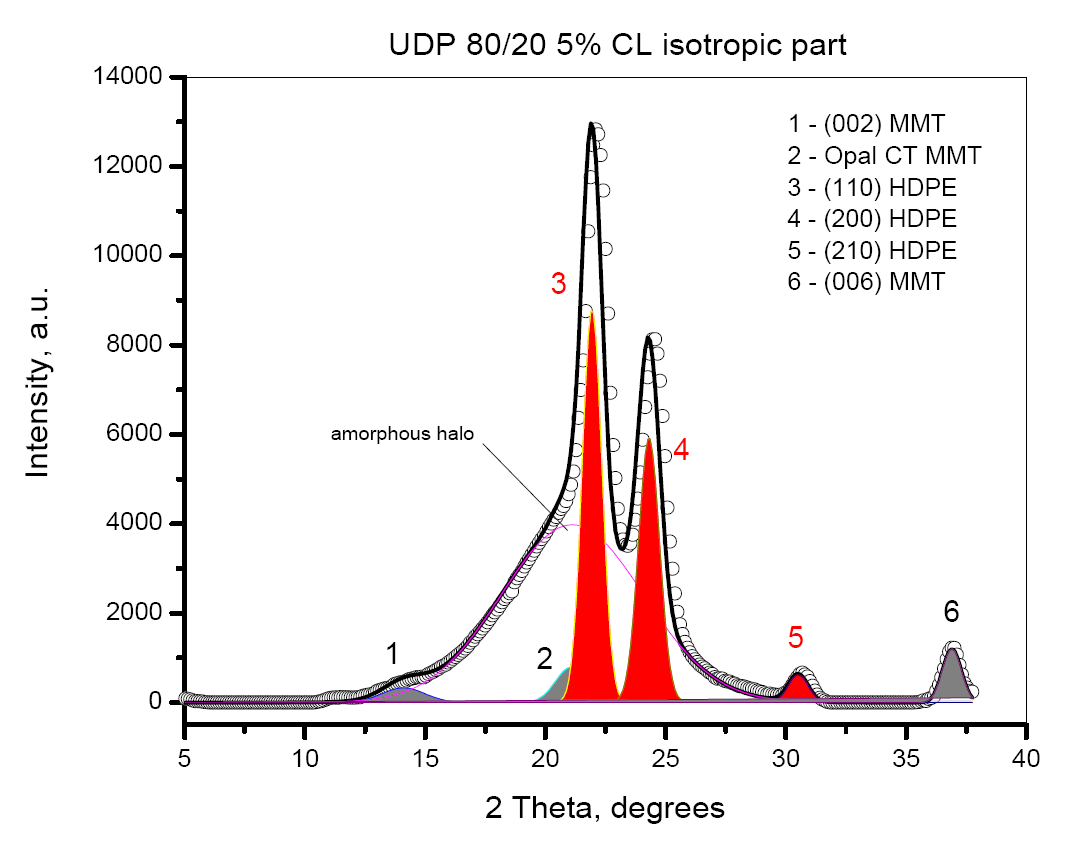 UDP 80/20 5% CL isotropic part
14000
12000
10000
8000
6000
4000
2000
0
Intensity, a.u.
1 - (002) MMT
2 - Opal CT MMT
3 - (110) HDPE
4 - (200) HDPE
5 - (210) HDPE
6 - (006) MMT
3
amorphous halo
4
1
2
5
6
5 10 15 20 25 30 35 40
2 Theta, degrees